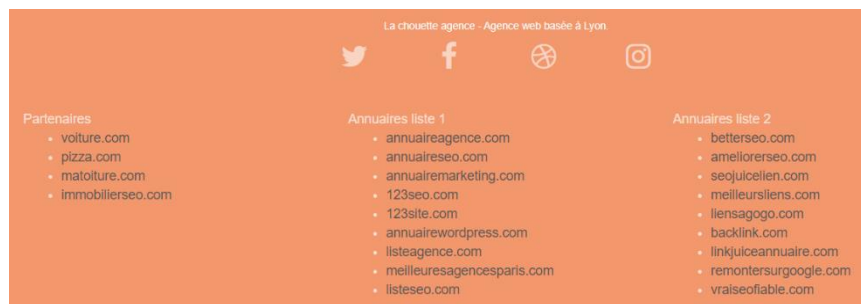 La chouette agence - Agence web basée à Lyon.
Partenaires
voiture.com
pizza.com
matoiture.com
immobilierseo.com
Annuaires liste 1
annuaireagence.com
annuaireseo.com
annuairemarketing.com
123seo.com
123site.com
annuairewordpress.com
listeagence.com
meilleuresagencesparis.com
listeseo.com
Annuaires liste 2
betterseo.com
ameliorerseo.com
seojuicelien.com
meilleursliens.com
liensagogo.com
backlink.com
linkjuiceannuaire.com
remontersurgoogle.com
vraiseofiable.com